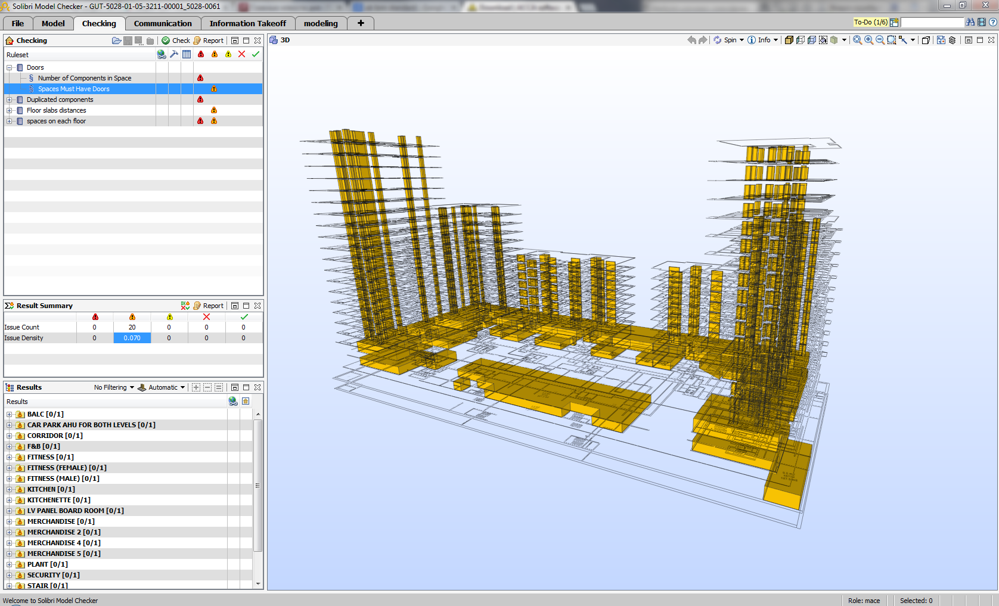 Solibri Model Checker - GUT-5028-01-05-3211-00001_5028-0061
File Model Checking Communication Information Takeoff modeling +
To-Do (1/6)
Checking Check Report
3D Spin Info
Ruleset
Doors
§ Number of Components in Space
§ Spaces Must Have Doors
Duplicated components
Floor slabs distances
spaces on each floor
Result Summary Report
Issue Count 0 20 0 0 0
Issue Density 0 0.070 0 0 0
Results No Filtering Automatic
Results
BALC [0/1]
CAR PARK AHU FOR BOTH LEVELS [0/1]
CORRIDOR [0/1]
F&B [0/1]
FITNESS [0/1]
FITNESS (FEMALE) [0/1]
FITNESS (MALE) [0/1]
KITCHEN [0/1]
KITCHENETTE [0/1]
LV PANEL BOARD ROOM [0/1]
MERCHANDISE [0/1]
MERCHANDISE 2 [0/1]
MERCHANDISE 4 [0/1]
MERCHANDISE 5 [0/1]
PLANT [0/1]
SECURITY [0/1]
STAIR [0/1]
Welcome to Solibri Model Checker Role: mace Selected: 0